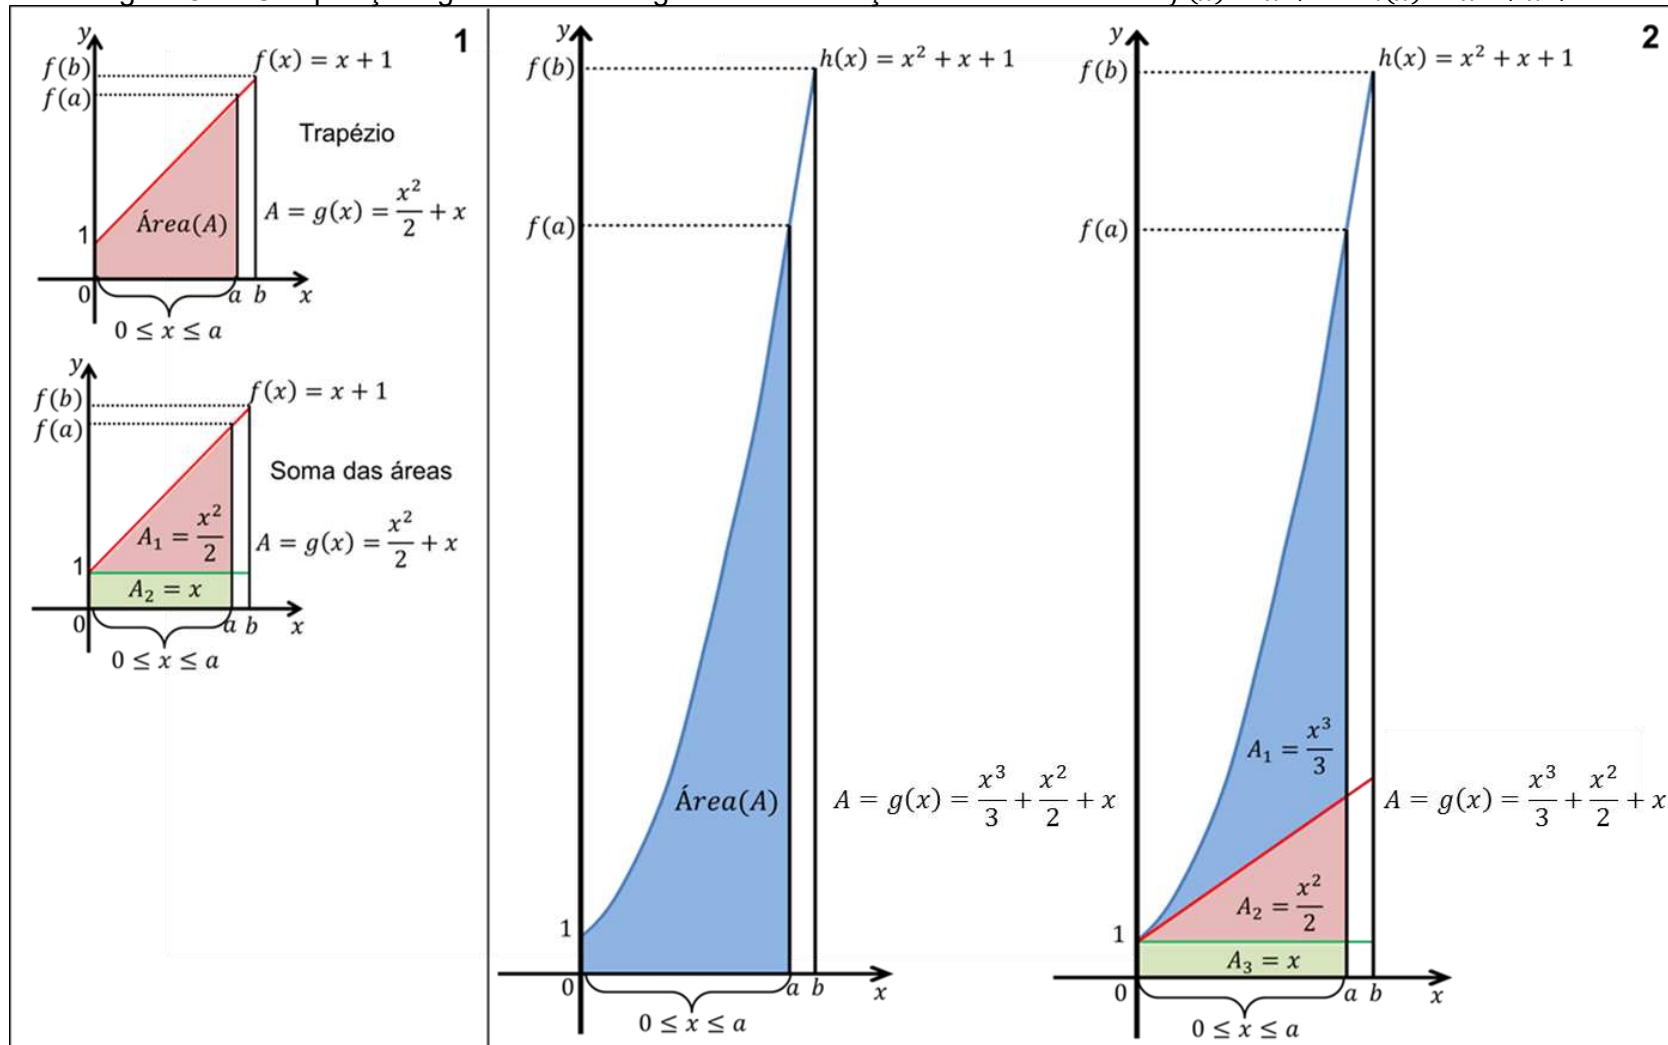 1
y
f(b)
f(a)
f(x) = x + 1
Trapézio
A = g(x) = x²/2 + x
Área(A)
1
0
a b x
0 ≤ x ≤ a
y
f(b)
f(a)
f(x) = x + 1
Soma das áreas
A₁ = x²/2
A = g(x) = x²/2 + x
1
A₂ = x
0
a b x
0 ≤ x ≤ a
y
f(b)
h(x) = x² + x + 1
f(a)
Área(A)
A = g(x) = x³/3 + x²/2 + x
1
0
a b x
0 ≤ x ≤ a
2
y
f(b)
h(x) = x² + x + 1
f(a)
A₁ = x³/3
A = g(x) = x³/3 + x²/2 + x
A₂ = x²/2
1
A₃ = x
0
a b x
0 ≤ x ≤ a